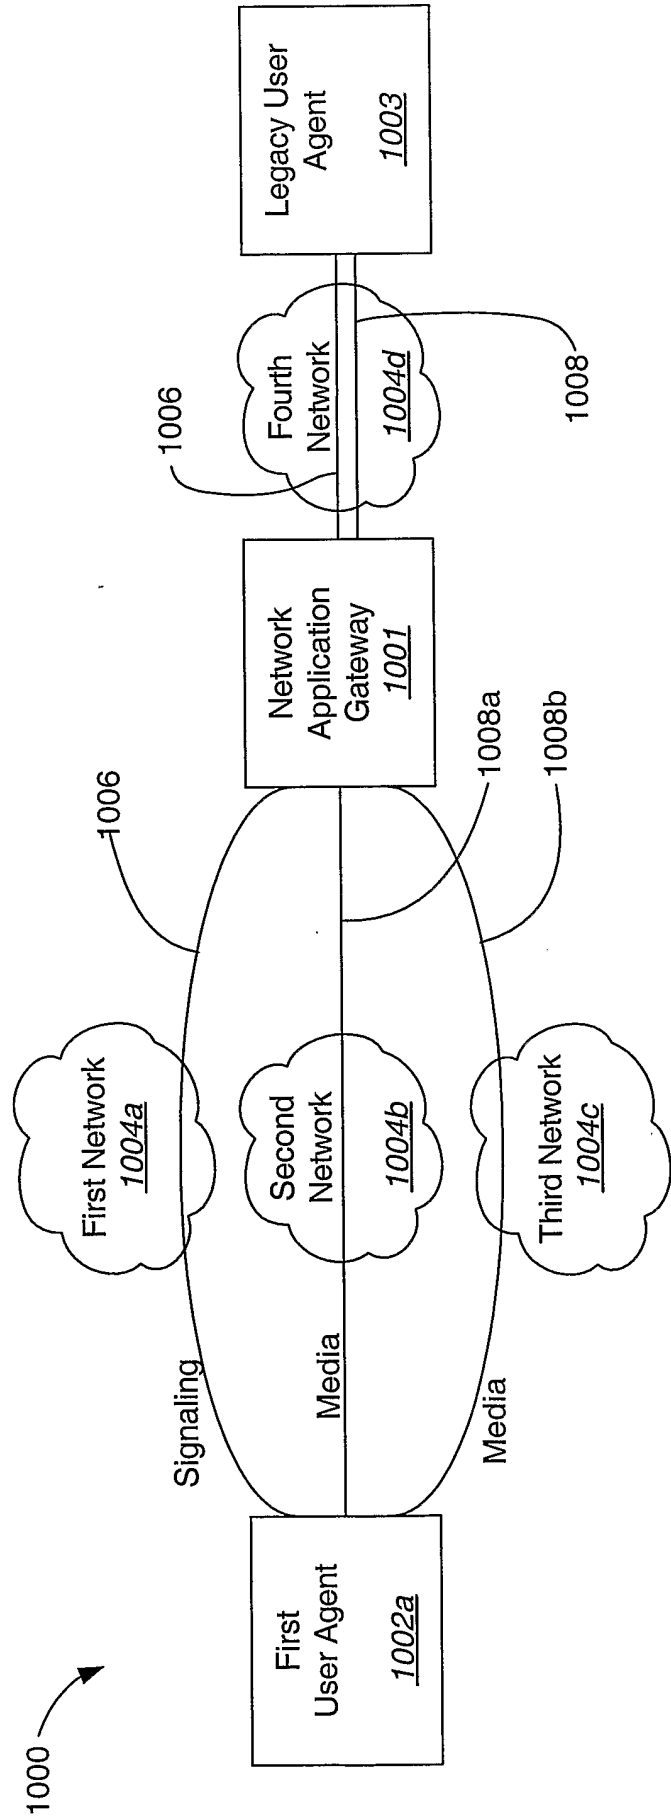 1000
First
User Agent
1002a
Signaling
Media
Media
First Network
1004a
Second
Network
1004b
Third Network
1004c
1006
1008a
1008b
Network
Application
Gateway
1001
1006
Fourth
Network
1004d
1008
Legacy User
Agent
1003